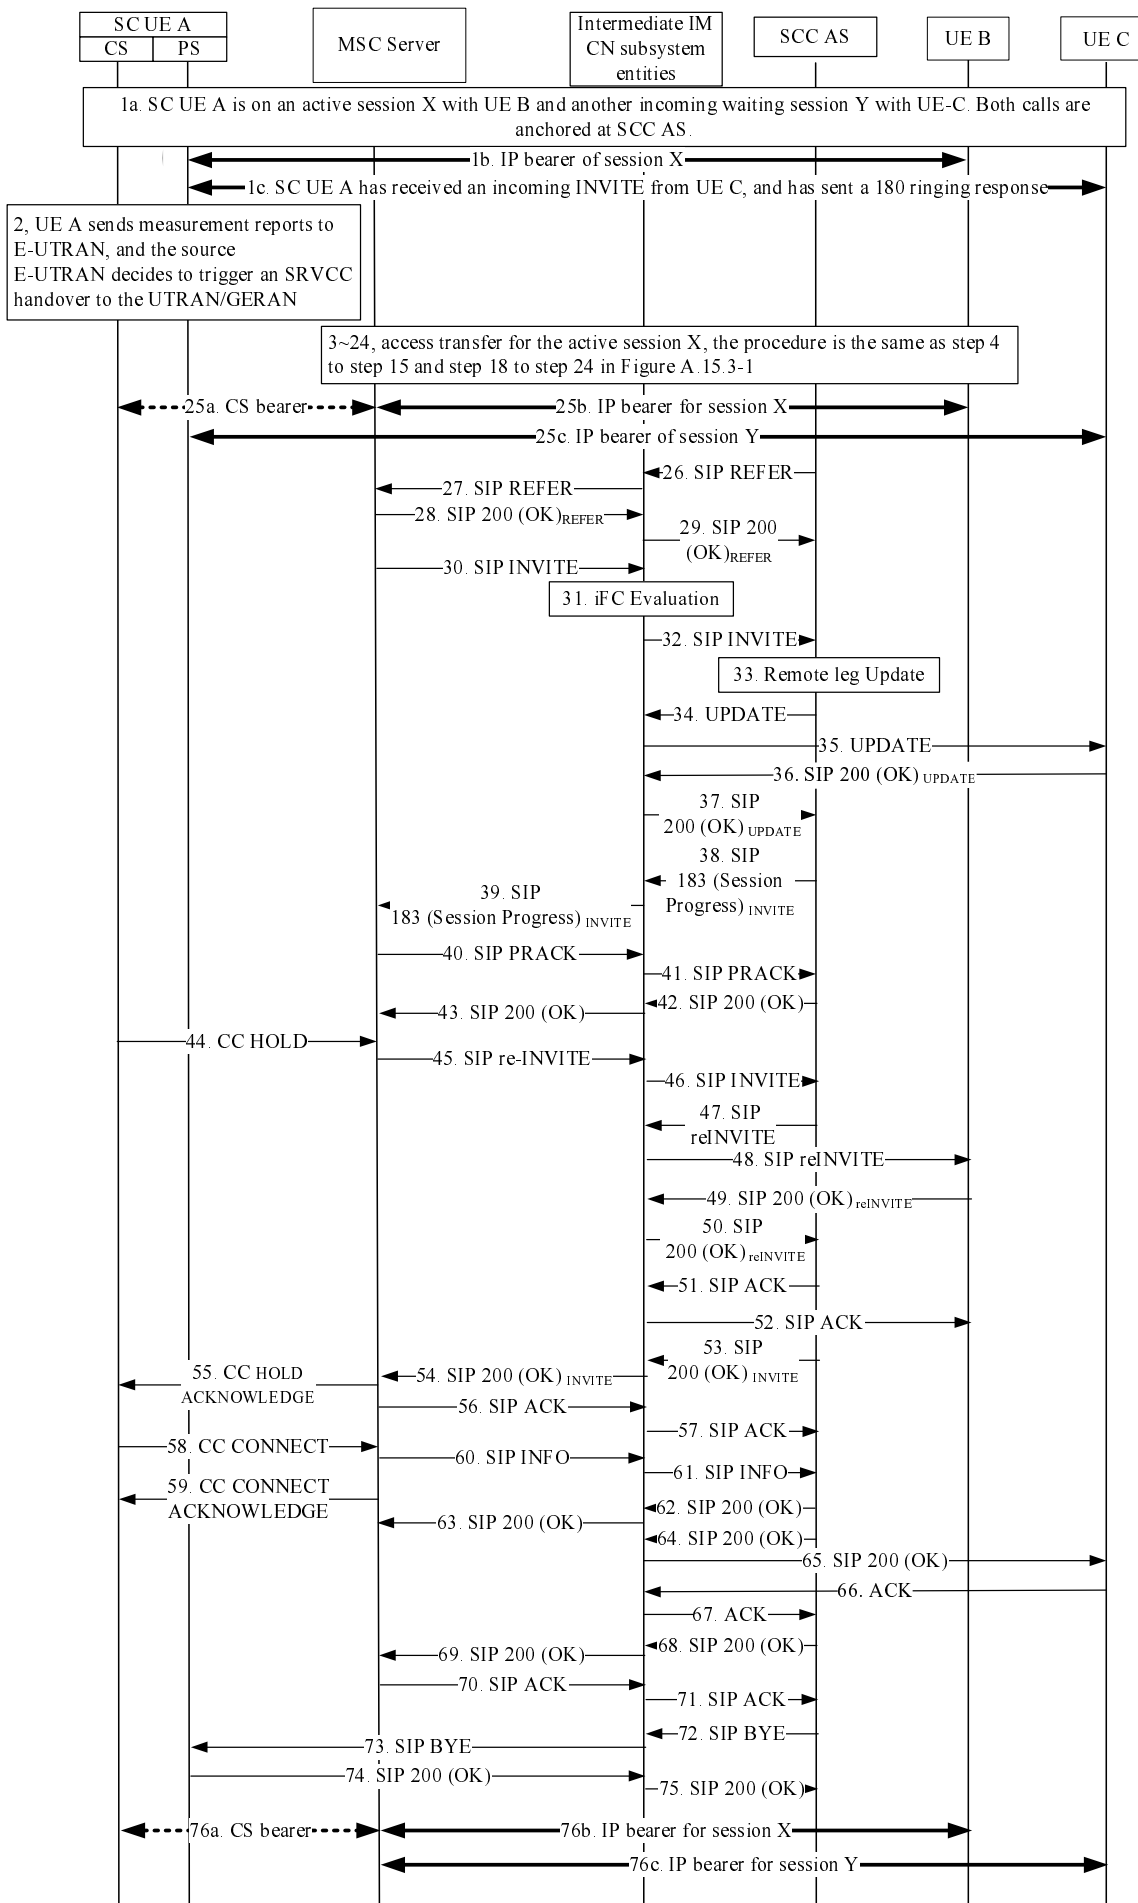 SC UE A
CS
PS
MSC Server
Intermediate IM
CN subsystem
entities
SCC AS
UE B
UE C
1a. SC UE A is on an active session X with UE B and another incoming waiting session Y with UE-C. Both calls are
anchored at SCC AS.
1b. IP bearer of session X
1c. SC UE A has received an incoming INVITE from UE C, and has sent a 180 ringing response
2, UE A sends measurement reports to
E-UTRAN, and the source
E-UTRAN decides to trigger an SRVCC
handover to the UTRAN/GERAN
3~24, access transfer for the active session X, the procedure is the same as step 4
to step 15 and step 18 to step 24 in Figure A.15.3-1
25a. CS bearer
25b. IP bearer for session X
25c. IP bearer of session Y
26. SIP REFER
27. SIP REFER
28. SIP 200 (OK)REFER
29. SIP 200
(OK)REFER
30. SIP INVITE
31. iFC Evaluation
32. SIP INVITE
33. Remote leg Update
34. UPDATE
35. UPDATE
36. SIP 200 (OK) UPDATE
37. SIP
200 (OK) UPDATE
38. SIP
183 (Session
Progress) INVITE
39. SIP
183 (Session Progress) INVITE
40. SIP PRACK
41. SIP PRACK
42. SIP 200 (OK)
43. SIP 200 (OK)
44. CC HOLD
45. SIP re-INVITE
46. SIP INVITE
47. SIP
reINVITE
48. SIP reINVITE
49. SIP 200 (OK) reINVITE
50. SIP
200 (OK) reINVITE
51. SIP ACK
52. SIP ACK
53. SIP
200 (OK) INVITE
54. SIP 200 (OK) INVITE
55. CC HOLD
ACKNOWLEDGE
56. SIP ACK
57. SIP ACK
58. CC CONNECT
60. SIP INFO
61. SIP INFO
59. CC CONNECT
ACKNOWLEDGE
62. SIP 200 (OK)
63. SIP 200 (OK)
64. SIP 200 (OK)
65. SIP 200 (OK)
66. ACK
67. ACK
68. SIP 200 (OK)
69. SIP 200 (OK)
70. SIP ACK
71. SIP ACK
72. SIP BYE
73. SIP BYE
74. SIP 200 (OK)
75. SIP 200 (OK)
76a. CS bearer
76b. IP bearer for session X
76c. IP bearer for session Y